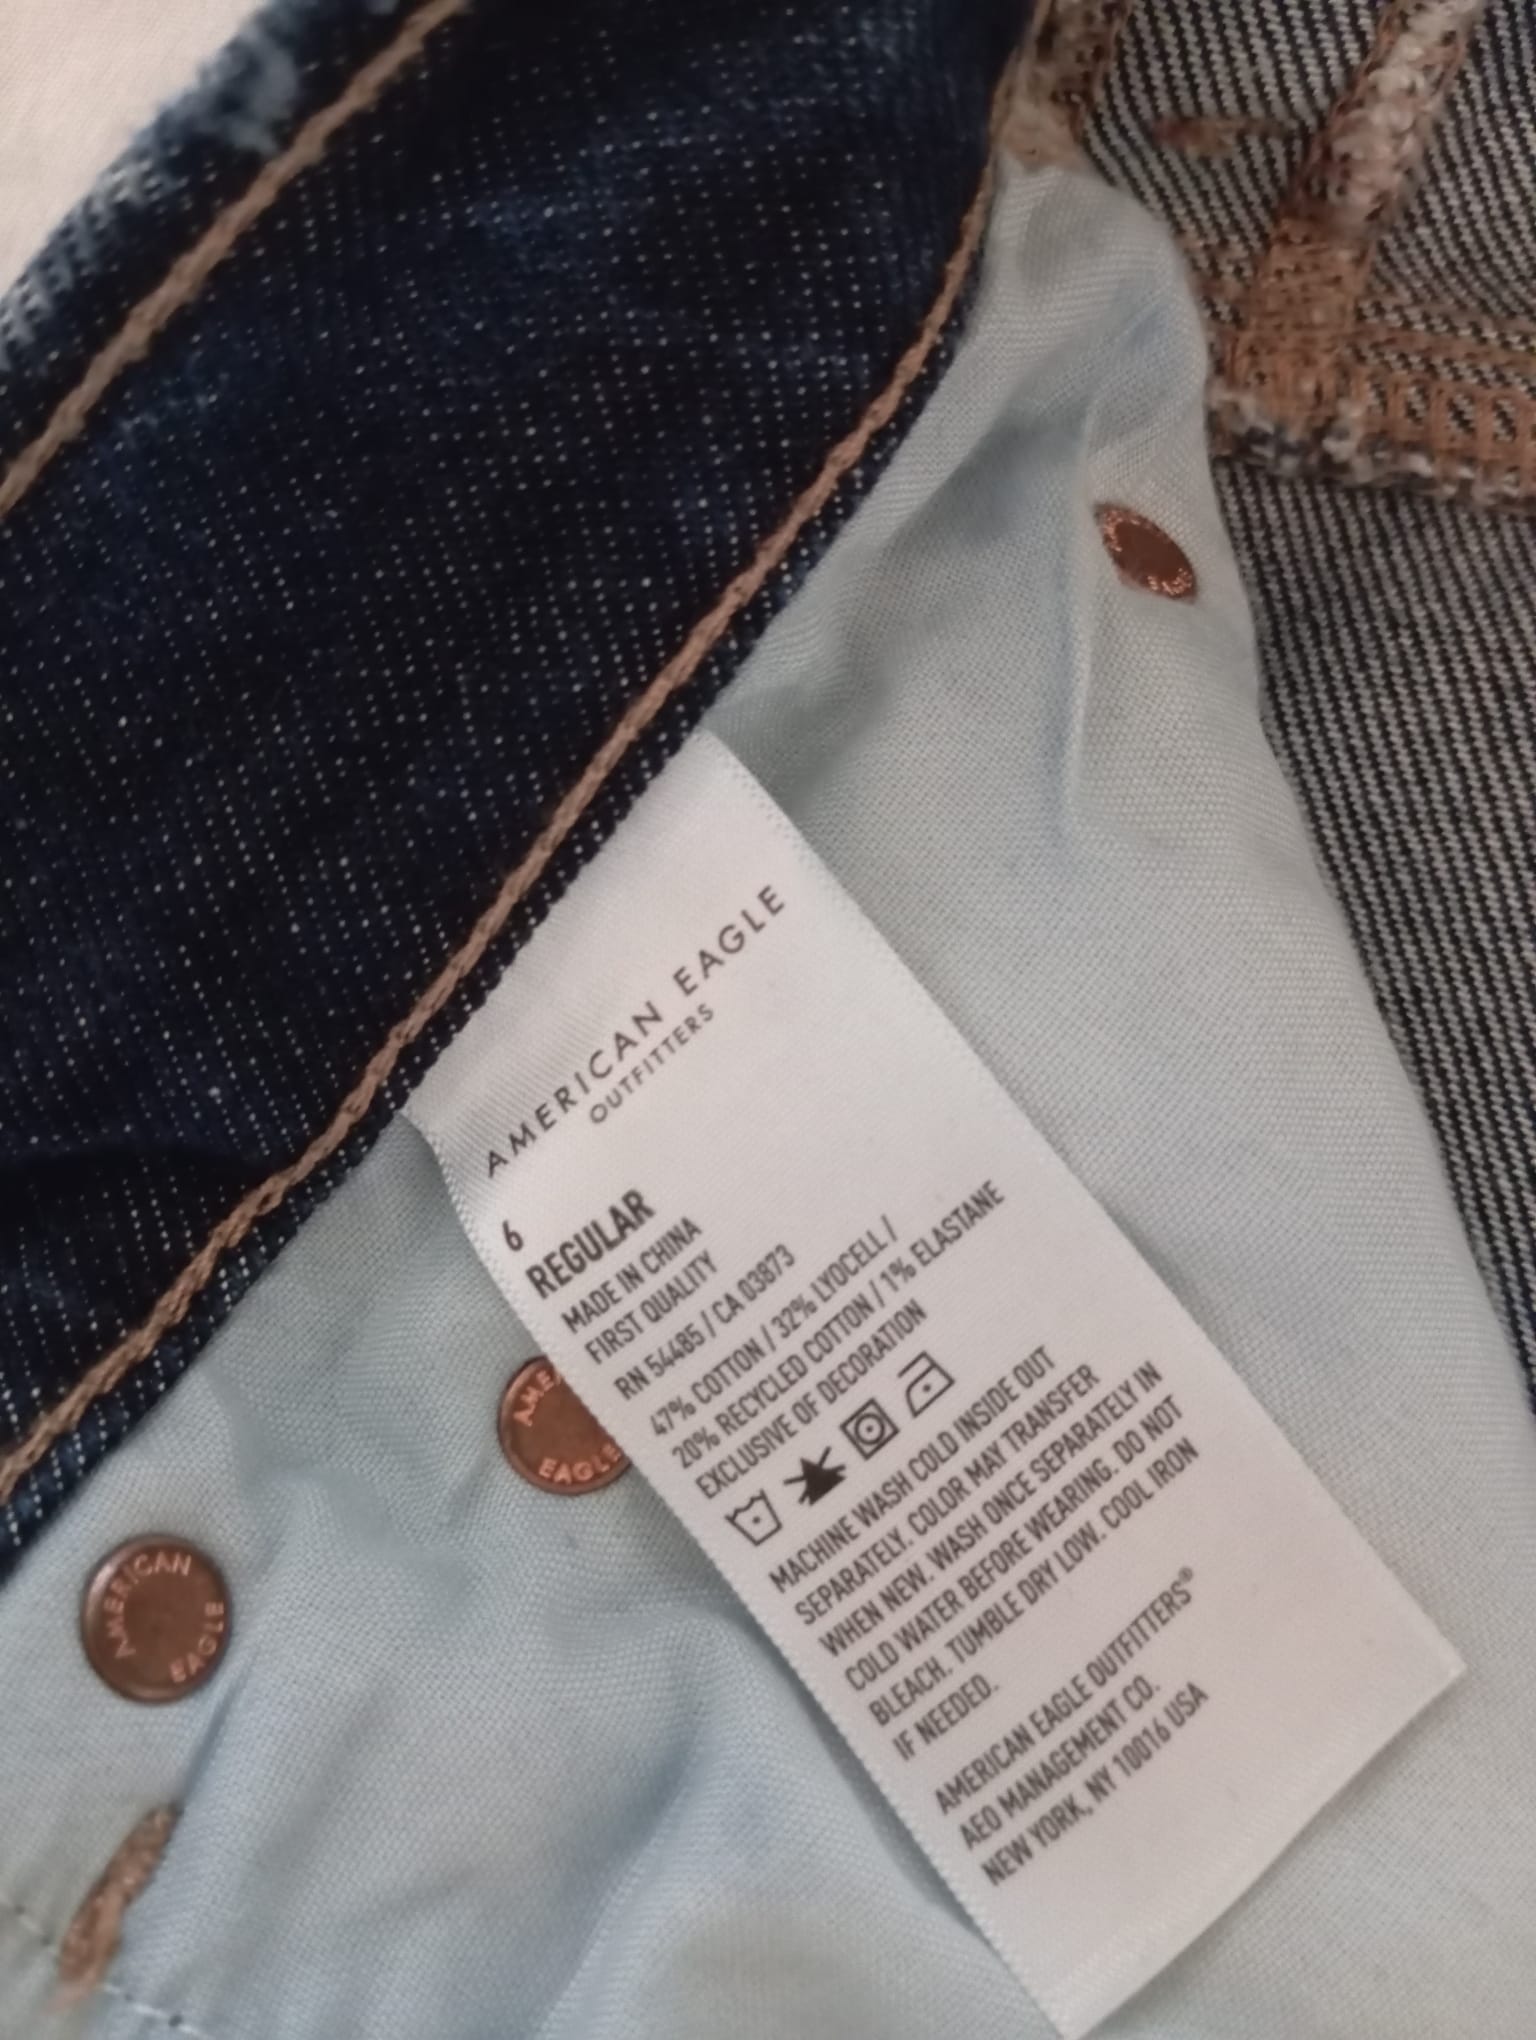 AMERICAN EAGLE
OUTFITTERS
6
REGULAR
MADE IN CHINA
FIRST QUALITY
RN 54485 / CA 03873
47% COTTON / 32% LYOCELL /
20% RECYCLED COTTON / 1% ELASTANE
EXCLUSIVE OF DECORATION
MACHINE WASH COLD INSIDE OUT
SEPARATELY. COLOR MAY TRANSFER
WHEN NEW. WASH ONCE SEPARATELY IN
COLD WATER BEFORE WEARING. DO NOT
BLEACH. TUMBLE DRY LOW. COOL IRON
IF NEEDED.
AMERICAN EAGLE OUTFITTERS®
AEO MANAGEMENT CO.
NEW YORK, NY 10016 USA
AME
EAGLE
AMERICAN
EAGLE